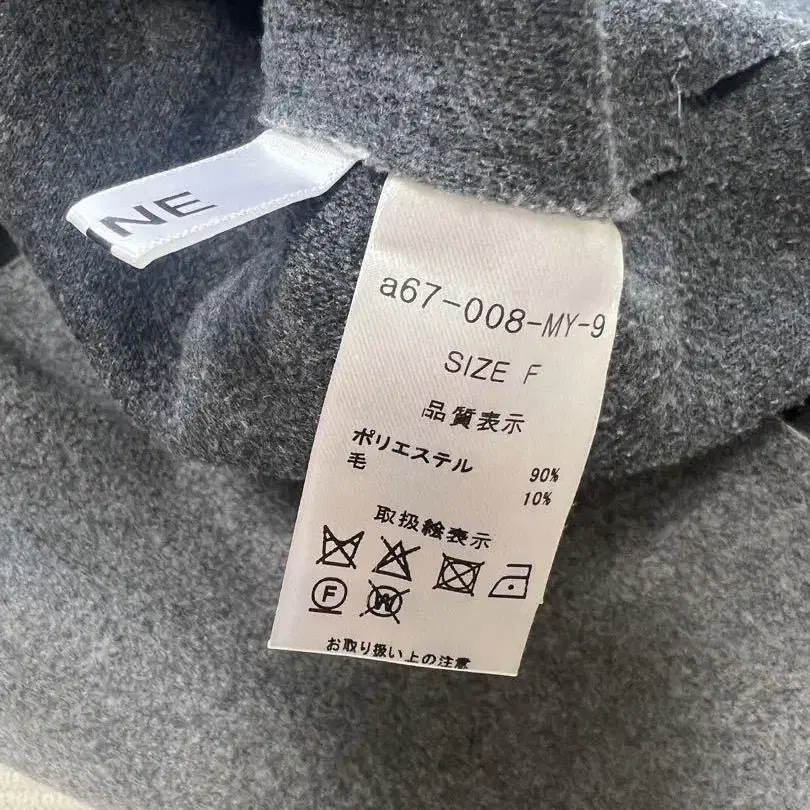 NE
a67-008-MY-9
SIZE F
品質表示
ポリエステル 90%
毛 10%
取扱絵表示
F W
お取り扱い上の注意